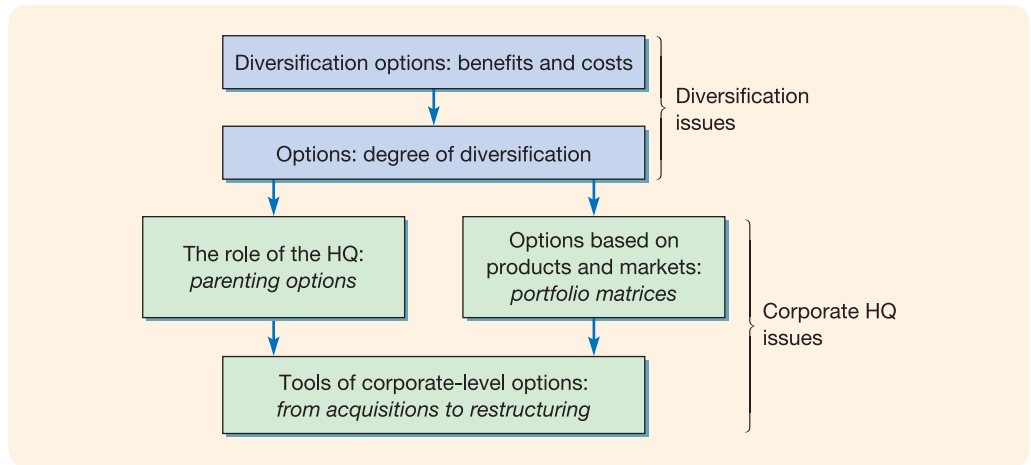 Diversification options: benefits and costs
Diversification
issues
Options: degree of diversification
The role of the HQ:
parenting options
Options based on
products and markets:
portfolio matrices
Corporate HQ
issues
Tools of corporate-level options:
from acquisitions to restructuring